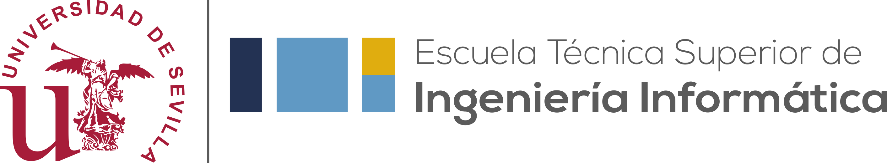 UNIVERSIDAD DE SEVILLA
u
Escuela Técnica Superior de
Ingeniería Informática